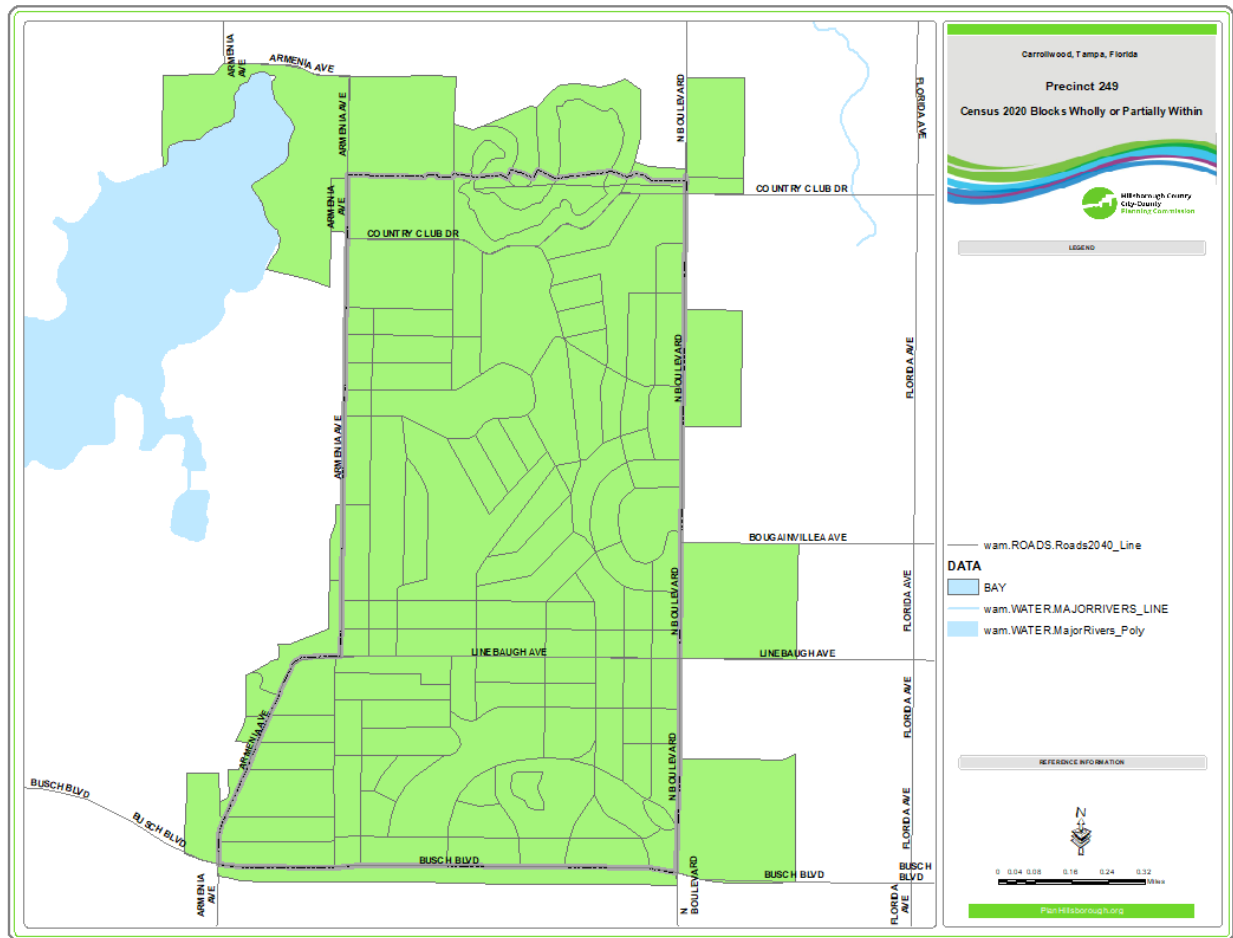 ARMENIA
AVE
ARMENIA AVE
ARMENIA AVE
ARMENIA
AVE
N BOULEVARD
FLORIDA AVE
COUNTRY CLUB DR
COUNTRY CLUB DR
N BOULEVARD
FLORIDA AVE
ARMENIA AVE
BOUGAINVILLEA AVE
N BOULEVARD
FLORIDA AVE
LINEBAUGH AVE
LINEBAUGH AVE
ARMENIA AVE
FLORIDA AVE
N BOULEVARD
FLORIDA AVE
BUSCH BLVD
BUSCH BLVD
BUSCH BLVD
BUSCH BLVD
BUSCH
BLVD
ARMENIA
AVE
N
BOULEVARD
FLORIDA
AVE
Carrollwood, Tampa, Florida
Precinct 249
Census 2020 Blocks Wholly or Partially Within
Hillsborough County
City-County
Planning Commission
LEGEND
wam.ROADS.Roads2040_Line
DATA
BAY
wam.WATER.MAJORRIVERS_LINE
wam.WATER.MajorRivers_Poly
REFERENCE INFORMATION
N
0 0.04 0.08 0.16 0.24 0.32
Miles
PlanHillsborough.org